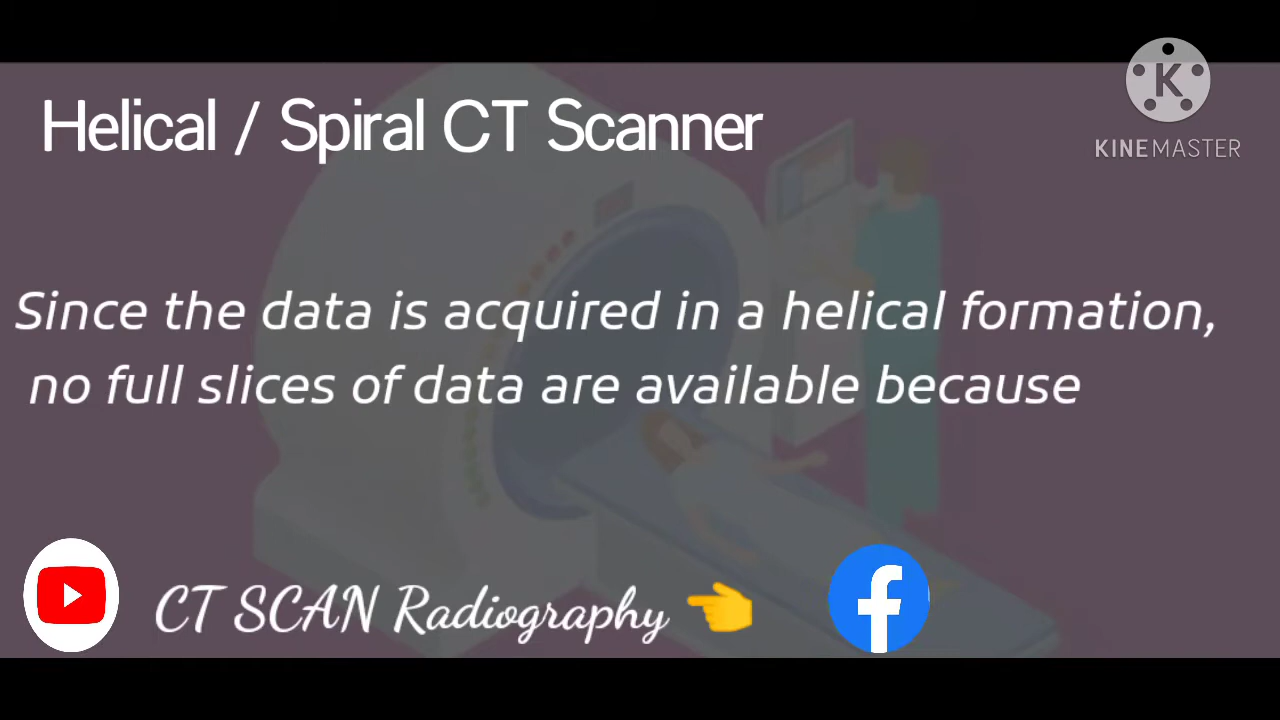 Helical / Spiral CT Scanner
KINEMASTER
Since the data is acquired in a helical formation,
no full slices of data are available because
CT SCAN Radiography